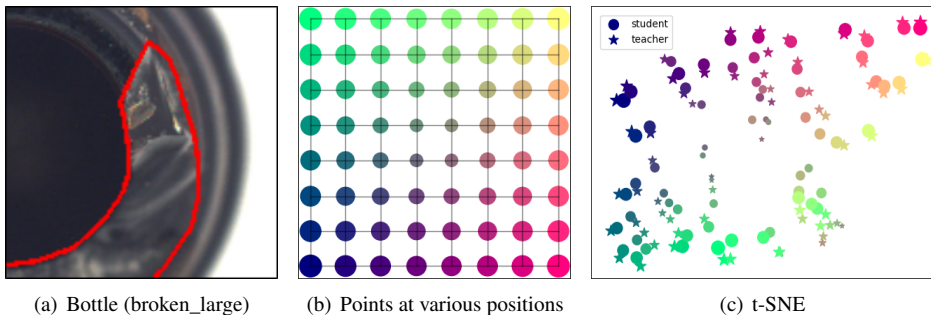 student
teacher
(a) Bottle (broken_large)
(b) Points at various positions
(c) t-SNE